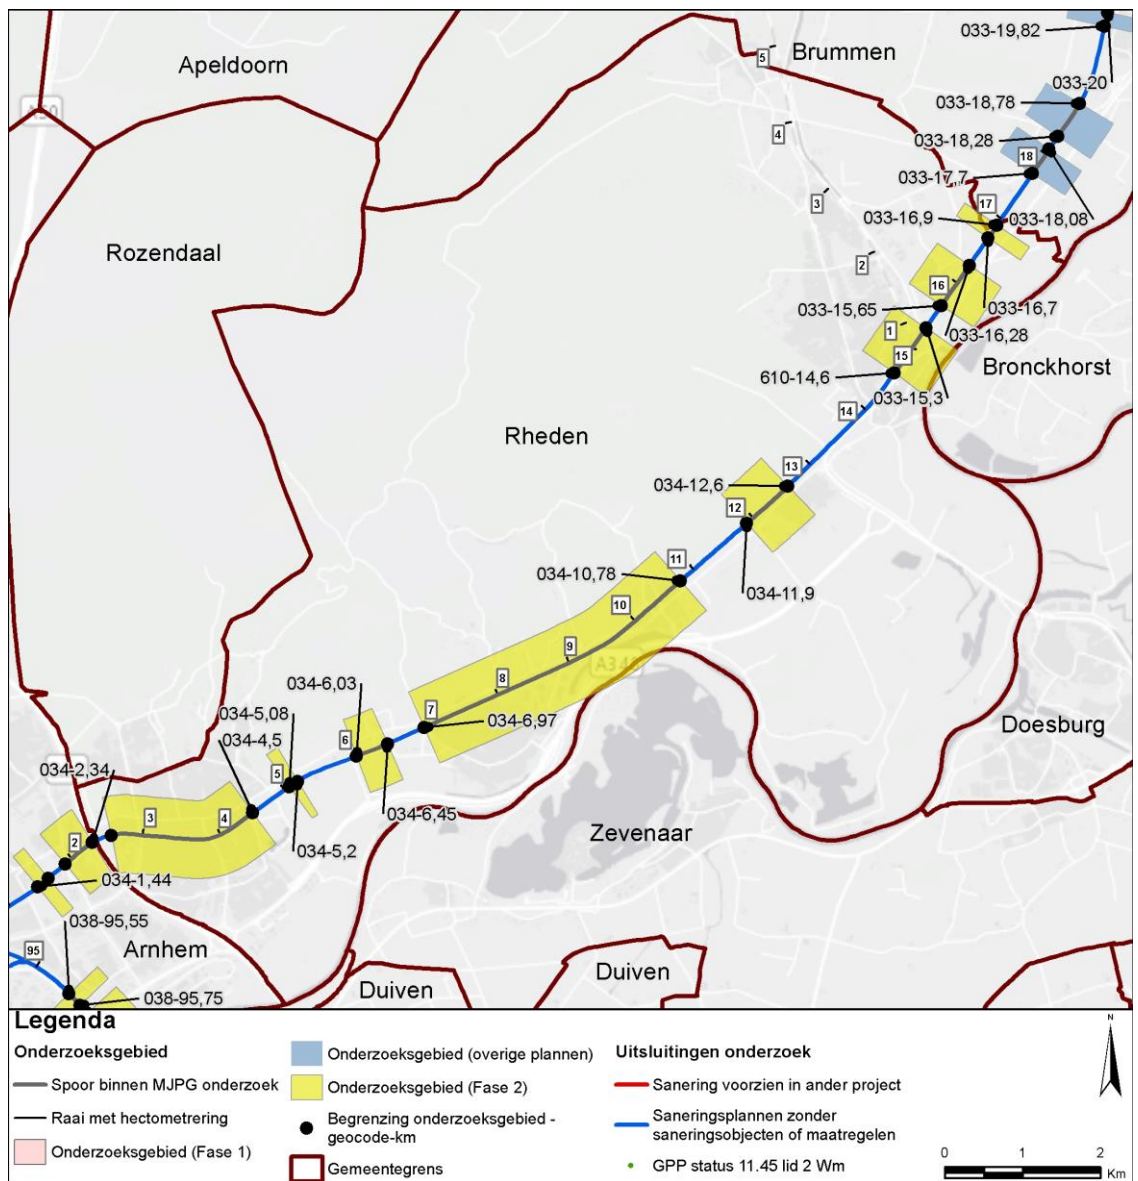 Apeldoorn
Brummen
033-19,82
033-20
A50
5
033-18,78
4
033-18,28
18
033-17,7
3
17
033-16,9
033-18,08
Rozendaal
2
16
033-15,65
033-16,7
1
033-16,28
15
Bronckhorst
610-14,6
033-15,3
14
Rheden
13
034-12,6
12
11
034-10,78
034-11,9
10
9
8
034-6,03
7
034-5,08
034-6,97
034-4,5
Doesburg
6
034-2,34
5
034-6,45
3
4
Zevenaar
2
034-5,2
034-1,44
038-95,55
95
Arnhem
Duiven
Duiven
038-95,75
Legenda
Onderzoeksgebied
Spoor binnen MJPG onderzoek
Raai met hectometrering
Onderzoeksgebied (Fase 1)
Onderzoeksgebied (overige plannen)
Onderzoeksgebied (Fase 2)
Begrenzing onderzoeksgebied -
geocode-km
Gemeentegrens
Uitsluitingen onderzoek
Sanering voorzien in ander project
Saneringsplannen zonder
saneringsobjecten of maatregelen
GPP status 11.45 lid 2 Wm
N
0 1 2
Km